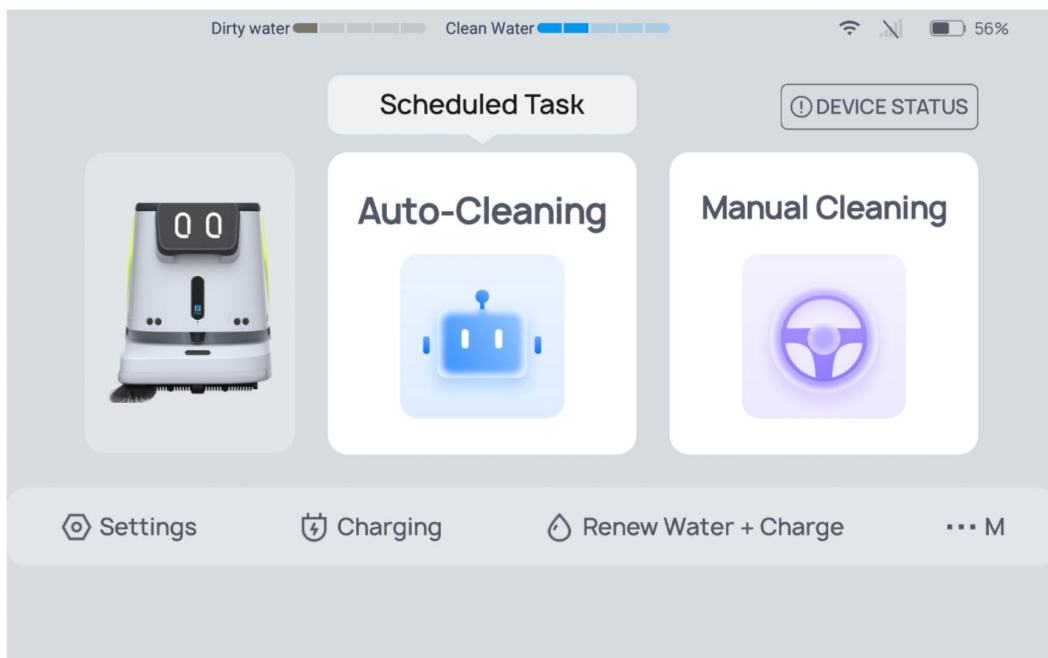 Dirty water Clean Water 56%
Scheduled Task
DEVICE STATUS
Auto-Cleaning
Manual Cleaning
Settings Charging Renew Water + Charge ••• M